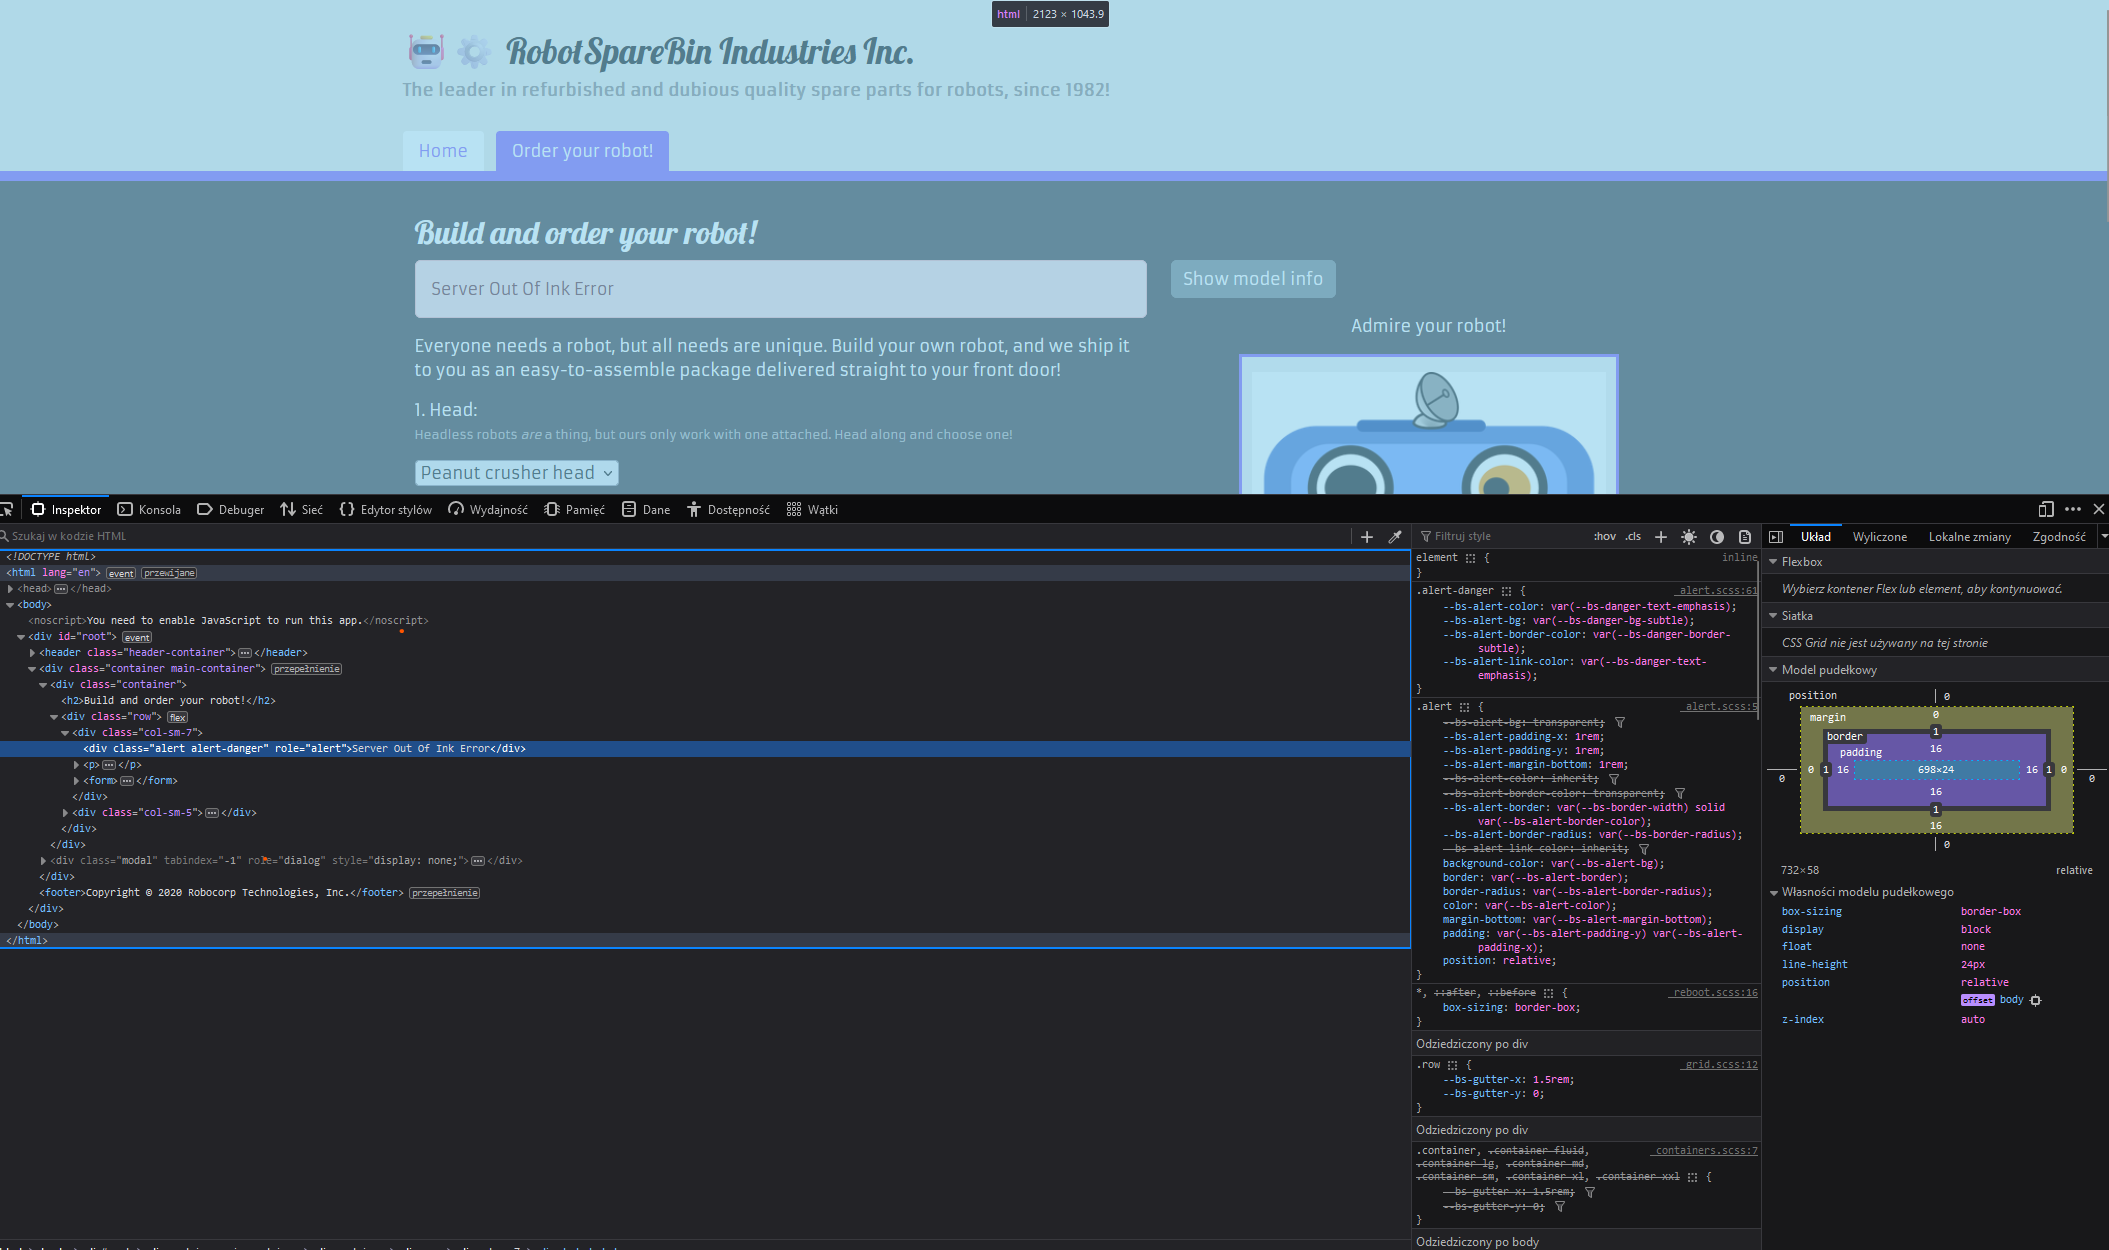 html 2123 × 1043.9
RobotSpareBin Industries Inc.
The leader in refurbished and dubious quality spare parts for robots, since 1982!
Home
Order your robot!
Build and order your robot!
Server Out Of Ink Error
Show model info
Admire your robot!
Everyone needs a robot, but all needs are unique. Build your own robot, and we ship it
to you as an easy-to-assemble package delivered straight to your front door!
1. Head:
Headless robots are a thing, but ours only work with one attached. Head along and choose one!
Peanut crusher head
Inspektor Konsola Debuger Sieć Edytor stylów Wydajność Pamięć Dane Dostępność Wątki
Szukaj w kodzie HTML
<!DOCTYPE html>
<html lang="en"> event przewijane
<head> </head>
<body>
<noscript>You need to enable JavaScript to run this app.</noscript>
<div id="root"> event
<header class="header-container"> </header>
<div class="container main-container"> przepełnienie
<div class="container">
<h2>Build and order your robot!</h2>
<div class="row"> flex
<div class="col-sm-7">
<div class="alert alert-danger" role="alert">Server Out Of Ink Error</div>
<p> </p>
<form> </form>
</div>
<div class="col-sm-5"> </div>
</div>
</div>
<div class="modal" tabindex="-1" role="dialog" style="display: none;"> </div>
</div>
<footer>Copyright © 2020 Robocorp Technologies, Inc.</footer> przepełnienie
</div>
</body>
</html>
Filtruj style :hov .cls
element { inline
}
.alert-danger { _alert.scss:61
--bs-alert-color: var(--bs-danger-text-emphasis);
--bs-alert-bg: var(--bs-danger-bg-subtle);
--bs-alert-border-color: var(--bs-danger-border-
subtle);
--bs-alert-link-color: var(--bs-danger-text-
emphasis);
}
.alert { _alert.scss:5
--bs-alert-bg: transparent;
--bs-alert-padding-x: 1rem;
--bs-alert-padding-y: 1rem;
--bs-alert-margin-bottom: 1rem;
--bs-alert-color: inherit;
--bs-alert-border-color: transparent;
--bs-alert-border: var(--bs-border-width) solid
var(--bs-alert-border-color);
--bs-alert-border-radius: var(--bs-border-radius);
--bs-alert-link-color: inherit;
background-color: var(--bs-alert-bg);
border: var(--bs-alert-border);
border-radius: var(--bs-alert-border-radius);
color: var(--bs-alert-color);
margin-bottom: var(--bs-alert-margin-bottom);
padding: var(--bs-alert-padding-y) var(--bs-alert-
padding-x);
position: relative;
}
*, ::after, ::before { _reboot.scss:16
box-sizing: border-box;
}
Odziedziczony po div
.row { _grid.scss:12
--bs-gutter-x: 1.5rem;
--bs-gutter-y: 0;
}
Odziedziczony po div
.container, .container-fluid, _containers.scss:7
.container-lg, .container-md,
.container-sm, .container-xl, .container-xxl {
--bs-gutter-x: 1.5rem;
--bs-gutter-y: 0;
}
Odziedziczony po body
Układ Wyliczone Lokalne zmiany Zgodność
Flexbox
Wybierz kontener Flex lub element, aby kontynuować.
Siatka
CSS Grid nie jest używany na tej stronie
Model pudełkowy
position 0
margin 0
border 1
padding 16
0 0 1 16 698×24 16 1 0 0
16
1
16
0
732×58 relative
Własności modelu pudełkowego
box-sizing border-box
display block
float none
line-height 24px
position relative
offset body
z-index auto